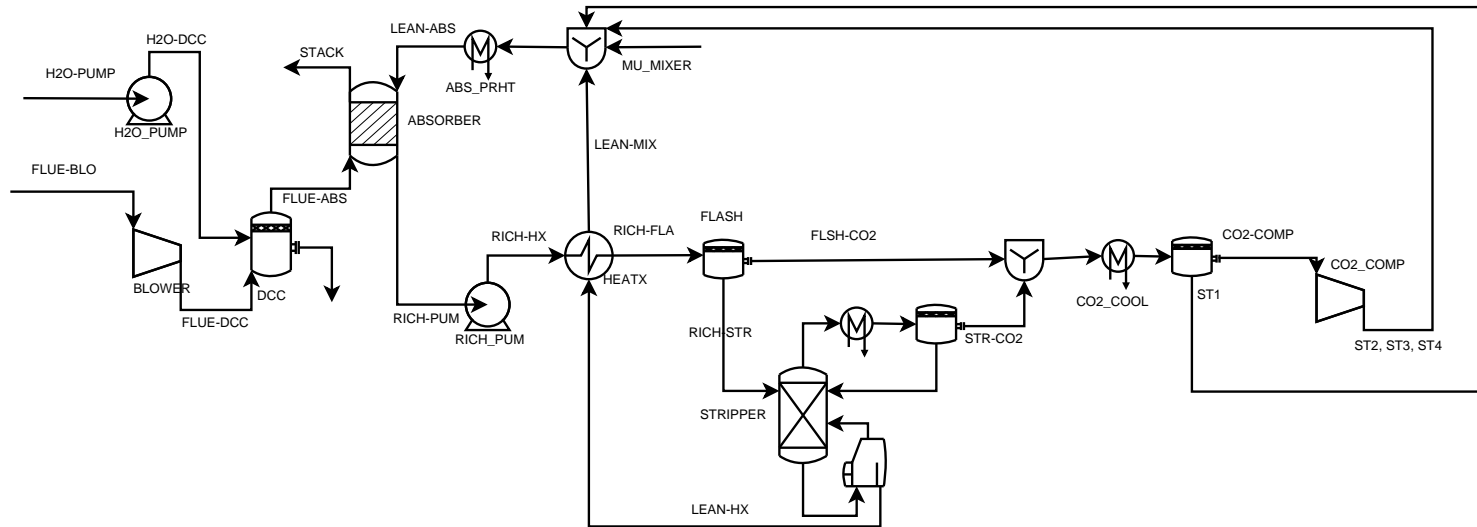 H2O-DCC
LEAN-ABS
STACK
H2O-PUMP
MU_MIXER
ABS_PRHT
ABSORBER
H2O_PUMP
LEAN-MIX
FLUE-BLO
FLUE-ABS
FLASH
RICH-HX
RICH-FLA
FLSH-CO2
CO2-COMP
CO2_COMP
HEATX
BLOWER
DCC
CO2_COOL
ST1
FLUE-DCC
RICH-PUM
RICH_PUM
RICH-STR
STR-CO2
ST2, ST3, ST4
STRIPPER
LEAN-HX